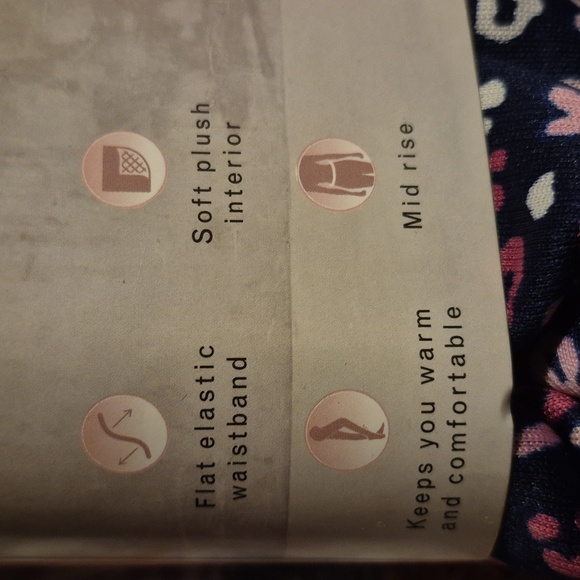 Flat elastic
waistband
Soft plush
interior
Keeps you warm
and comfortable
Mid rise